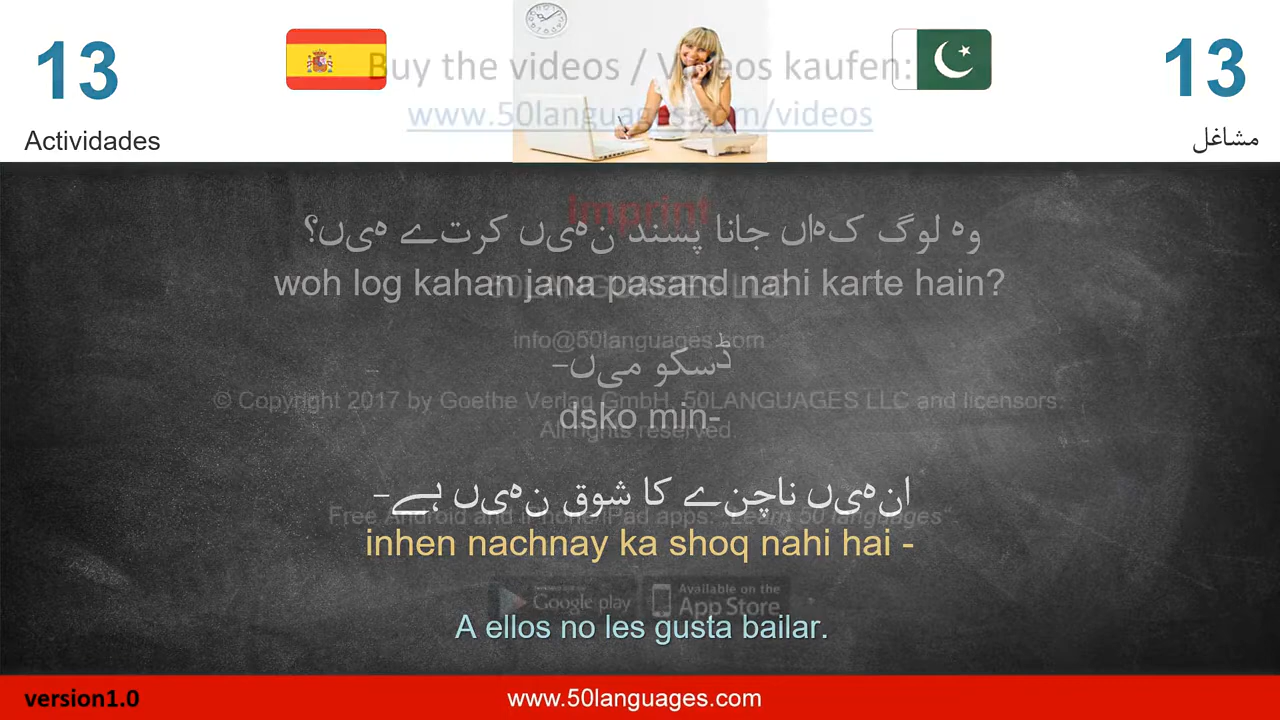 13
13
Actividades
مشاغل
Buy the videos / Videos kaufen:
www.50languages.com/videos
Imprint
وہ لوگ کہاں جانا پسند نہیں کرتے ہیں؟
woh log kahan jana pasand nahi karte hain?
50LANGUAGES LLC
info@50languages.com
ڈسکو میں-
© Copyright 2017 by Goethe Verlag GmbH, 50LANGUAGES LLC and licensors.
dsko min-
All rights reserved.
انہیں ناچنے کا شوق نہیں ہے-
Free Android and iPhone/iPad apps: "Learn 50 languages
inhen nachnay ka shoq nahi hai -
Google play
Available on the
App Store
A ellos no les gusta bailar.
version1.0
www.50languages.com